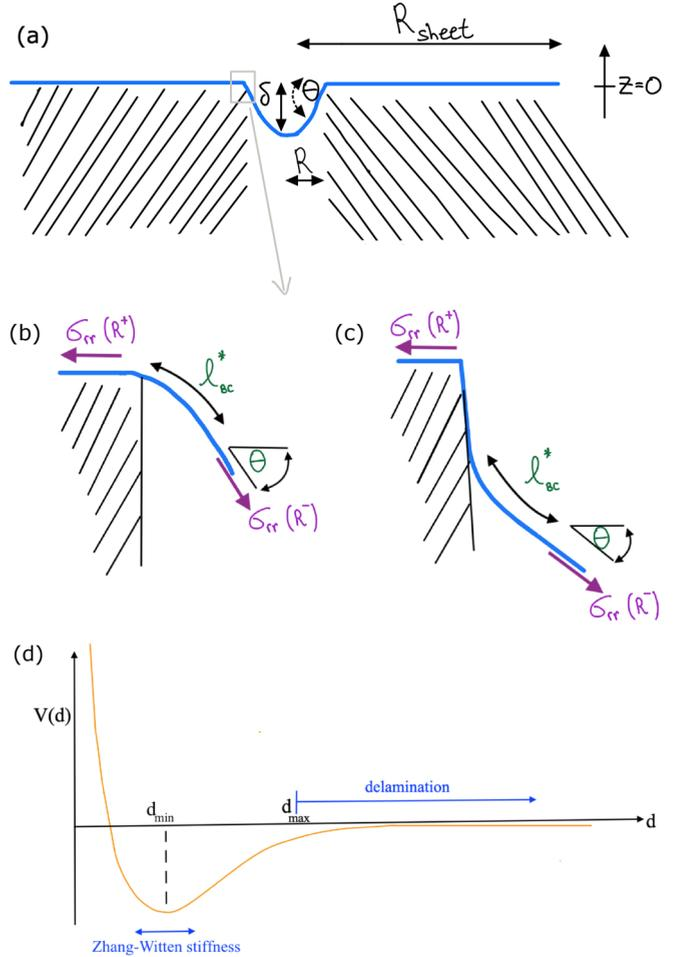 (a)
R_sheet
δ
θ
z=0
R
(b)
σ_rr (R⁺)
ℓ*_BC
θ
σ_rr (R⁻)
(c)
σ_rr (R⁺)
ℓ*_BC
θ
σ_rr (R⁻)
(d)
V(d)
delamination
d_min
d_max
d
Zhang-Witten stiffness